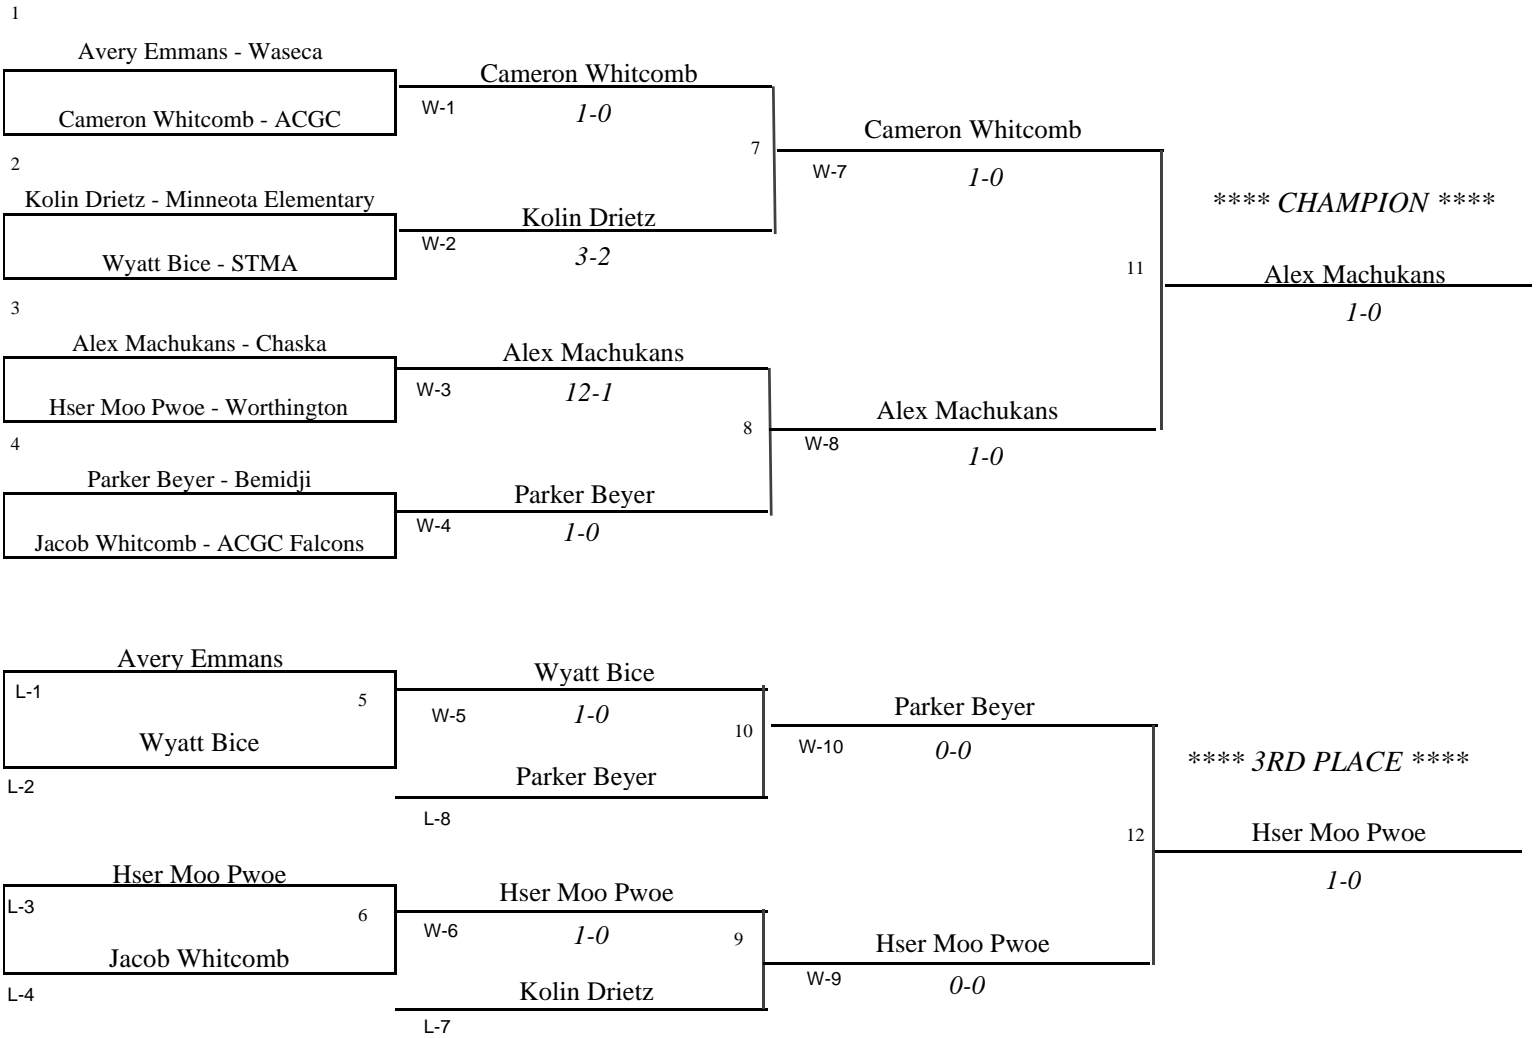 1
Avery Emmans - Waseca
Cameron Whitcomb - ACGC
W-1
Cameron Whitcomb
1-0
2
Kolin Drietz - Minneota Elementary
Wyatt Bice - STMA
W-2
Kolin Drietz
3-2
7
W-7
Cameron Whitcomb
1-0
3
Alex Machukans - Chaska
Hser Moo Pwoe - Worthington
W-3
Alex Machukans
12-1
4
Parker Beyer - Bemidji
Jacob Whitcomb - ACGC Falcons
W-4
Parker Beyer
1-0
8
W-8
Alex Machukans
1-0
11
**** CHAMPION ****
Alex Machukans
1-0
Avery Emmans
L-1
5
Wyatt Bice
L-2
Wyatt Bice
W-5
1-0
Parker Beyer
L-8
10
Parker Beyer
W-10
0-0
Hser Moo Pwoe
L-3
6
Jacob Whitcomb
L-4
Hser Moo Pwoe
W-6
1-0
Kolin Drietz
L-7
9
Hser Moo Pwoe
W-9
0-0
12
**** 3RD PLACE ****
Hser Moo Pwoe
1-0